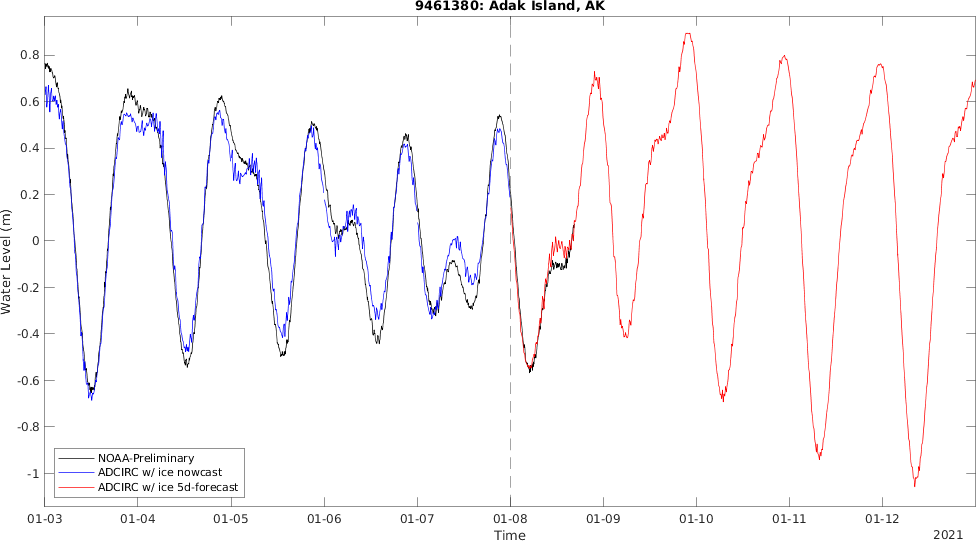 9461380: Adak Island, AK
Water Level (m)
0.8
0.6
0.4
0.2
0
-0.2
-0.4
-0.6
-0.8
-1
NOAA-Preliminary
ADCIRC w/ ice nowcast
ADCIRC w/ ice 5d-forecast
01-03 01-04 01-05 01-06 01-07 01-08 01-09 01-10 01-11 01-12
Time
2021